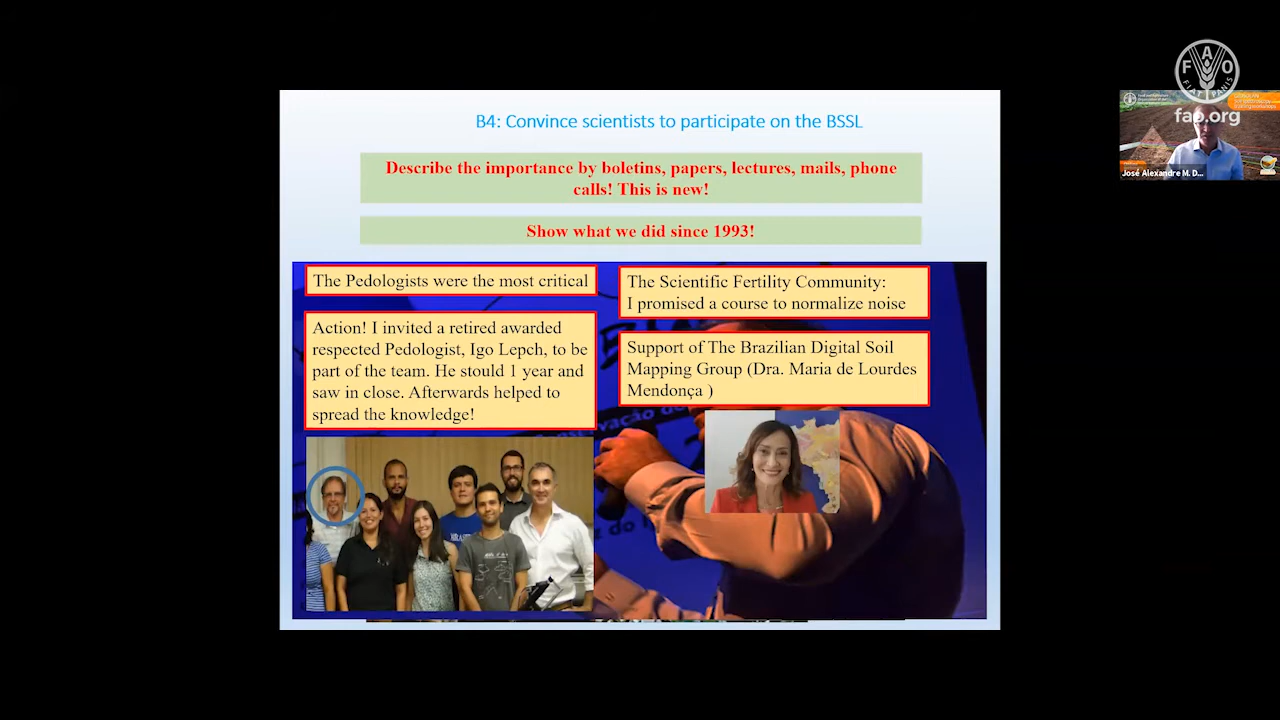 B4: Convince scientists to participate on the BSSL
Describe the importance by boletins, papers, lectures, mails, phone
calls! This is new!
Show what we did since 1993!
The Pedologists were the most critical
Action! I invited a retired awarded
respected Pedologist, Igo Lepch, to be
part of the team. He stould 1 year and
saw in close. Afterwards helped to
spread the knowledge!
The Scientific Fertility Community:
I promised a course to normalize noise
Support of The Brazilian Digital Soil
Mapping Group (Dra. Maria de Lourdes
Mendonça )
FAO
FIAT PANIS
fao.org
José Alexandre M. D...